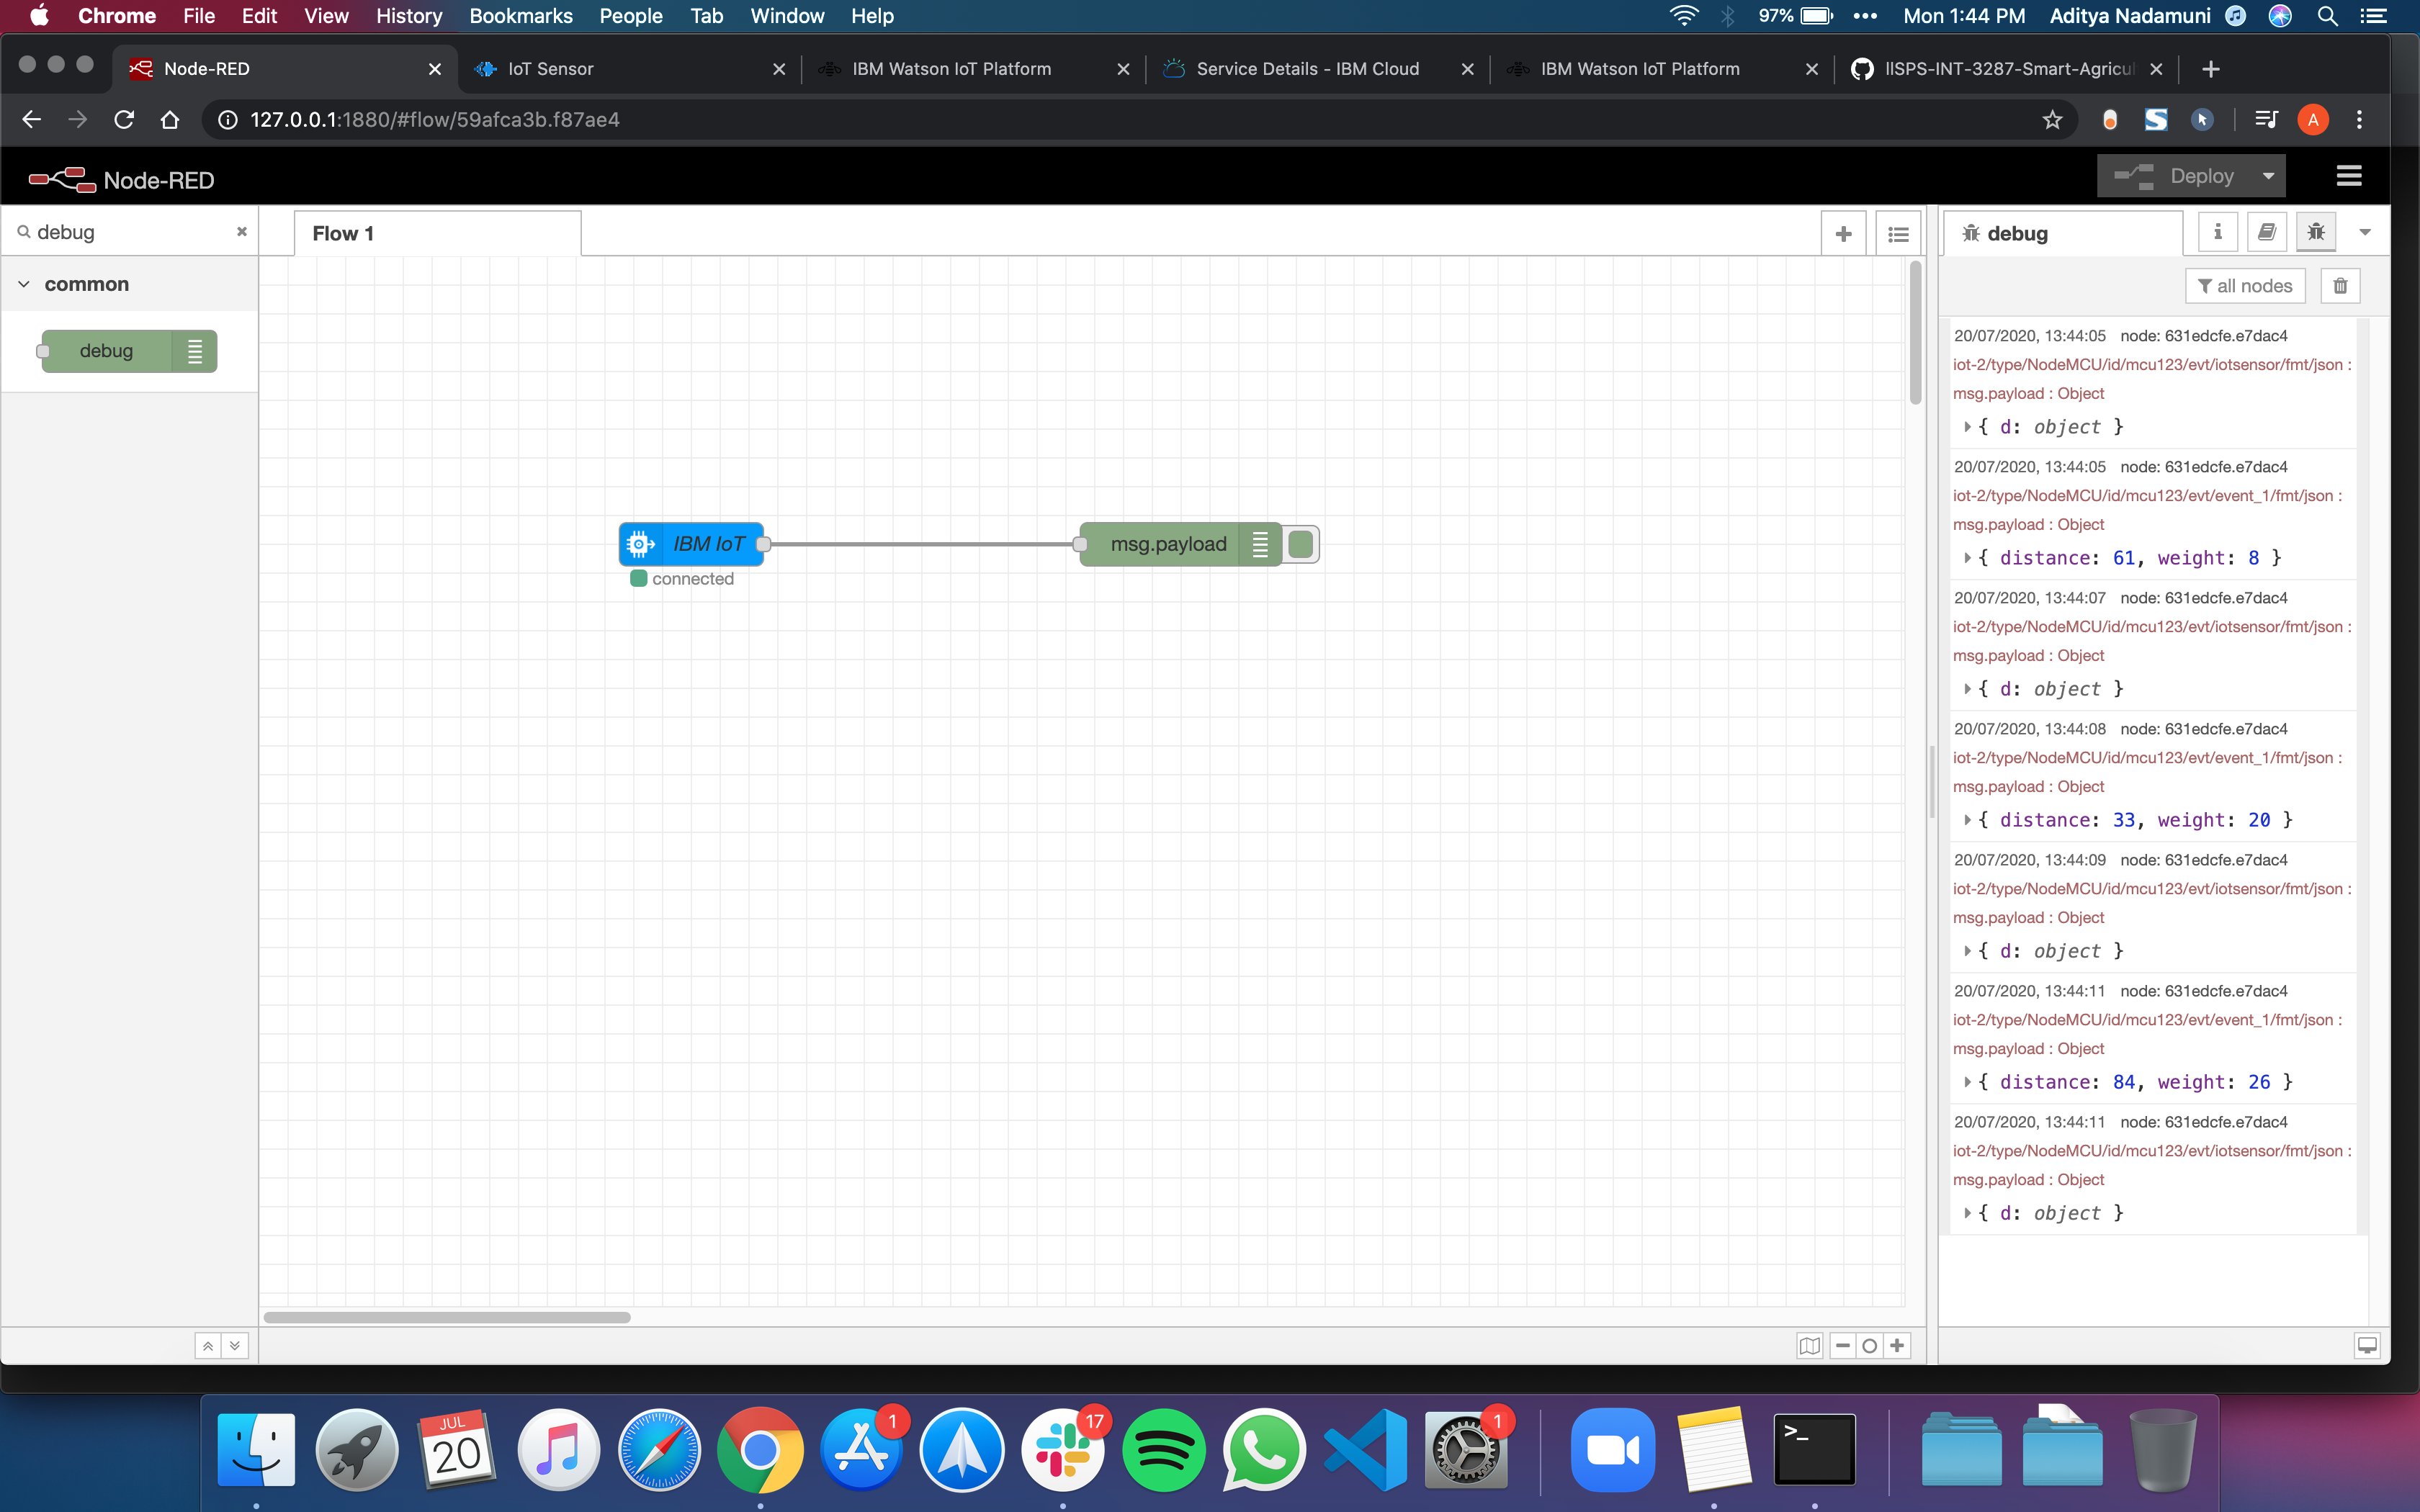 Chrome File Edit View History Bookmarks People Tab Window Help 97% Mon 1:44 PM Aditya Nadamuni
Node-RED IoT Sensor IBM Watson IoT Platform Service Details - IBM Cloud IBM Watson IoT Platform IISPS-INT-3287-Smart-Agricul
127.0.0.1:1880/#flow/59afca3b.f87ae4 A
Node-RED Deploy
debug Flow 1 debug
common
all nodes
debug
20/07/2020, 13:44:05 node: 631edcfe.e7dac4
iot-2/type/NodeMCU/id/mcu123/evt/iotsensor/fmt/json :
msg.payload : Object
{ d: object }
20/07/2020, 13:44:05 node: 631edcfe.e7dac4
iot-2/type/NodeMCU/id/mcu123/evt/event_1/fmt/json :
msg.payload : Object
{ distance: 61, weight: 8 }
IBM IoT msg.payload
connected
20/07/2020, 13:44:07 node: 631edcfe.e7dac4
iot-2/type/NodeMCU/id/mcu123/evt/iotsensor/fmt/json :
msg.payload : Object
{ d: object }
20/07/2020, 13:44:08 node: 631edcfe.e7dac4
iot-2/type/NodeMCU/id/mcu123/evt/event_1/fmt/json :
msg.payload : Object
{ distance: 33, weight: 20 }
20/07/2020, 13:44:09 node: 631edcfe.e7dac4
iot-2/type/NodeMCU/id/mcu123/evt/iotsensor/fmt/json :
msg.payload : Object
{ d: object }
20/07/2020, 13:44:11 node: 631edcfe.e7dac4
iot-2/type/NodeMCU/id/mcu123/evt/event_1/fmt/json :
msg.payload : Object
{ distance: 84, weight: 26 }
20/07/2020, 13:44:11 node: 631edcfe.e7dac4
iot-2/type/NodeMCU/id/mcu123/evt/iotsensor/fmt/json :
msg.payload : Object
{ d: object }
JUL
20
1
17
1
>_